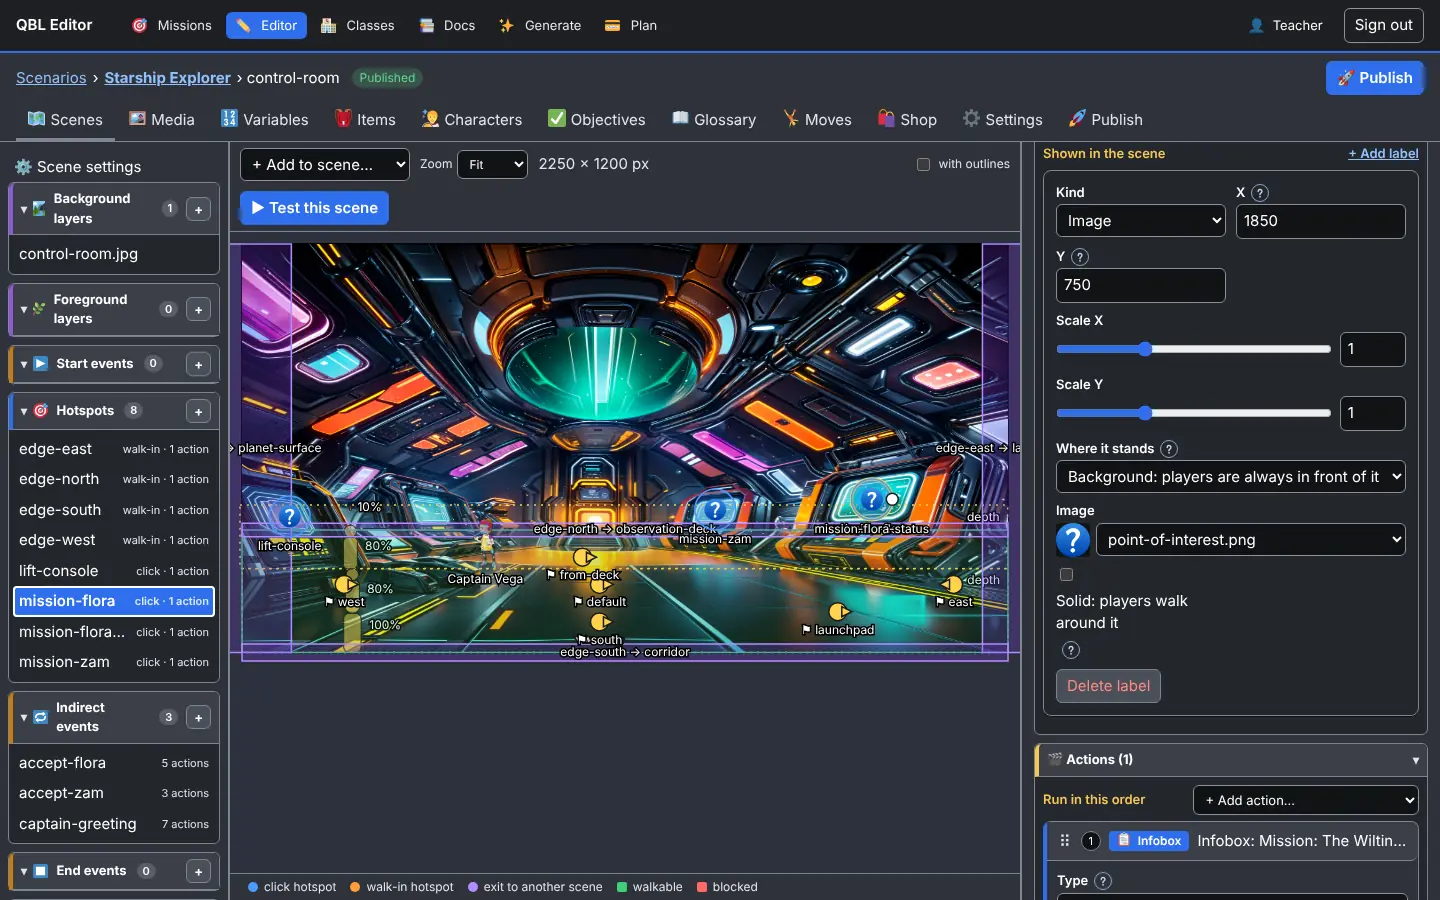 QBL Editor
Missions
Editor
Classes
Docs
Generate
Plan
Teacher
Sign out
Scenarios › Starship Explorer › control-room
Published
Publish
Scenes
Media
Variables
Items
Characters
Objectives
Glossary
Moves
Shop
Settings
Publish
Scene settings
Background layers 1 +
control-room.jpg
Foreground layers 0 +
Start events 0 +
Hotspots 8 +
edge-east walk-in · 1 action
edge-north walk-in · 1 action
edge-south walk-in · 1 action
edge-west walk-in · 1 action
lift-console click · 1 action
mission-flora click · 1 action
mission-flora... click · 1 action
mission-zam click · 1 action
Indirect events 3 +
accept-flora 5 actions
accept-zam 3 actions
captain-greeting 7 actions
End events 0 +
+ Add to scene...
Zoom Fit
2250 × 1200 px
with outlines
▶ Test this scene
→ planet-surface
edge-east → la
10%
depth
edge-north → observation-deck
mission-flora-status
mission-zam
lift-console
80%
Captain Vega
from-deck
depth
80%
west
default
east
100%
launchpad
south
edge-south → corridor
click hotspot
walk-in hotspot
exit to another scene
walkable
blocked
Shown in the scene
+ Add label
Kind
X ?
Image
1850
Y ?
750
Scale X
1
Scale Y
1
Where it stands ?
Background: players are always in front of it
Image
point-of-interest.png
Solid: players walk
around it
?
Delete label
Actions (1)
Run in this order
+ Add action...
1 Infobox Infobox: Mission: The Wiltin...
Type ?